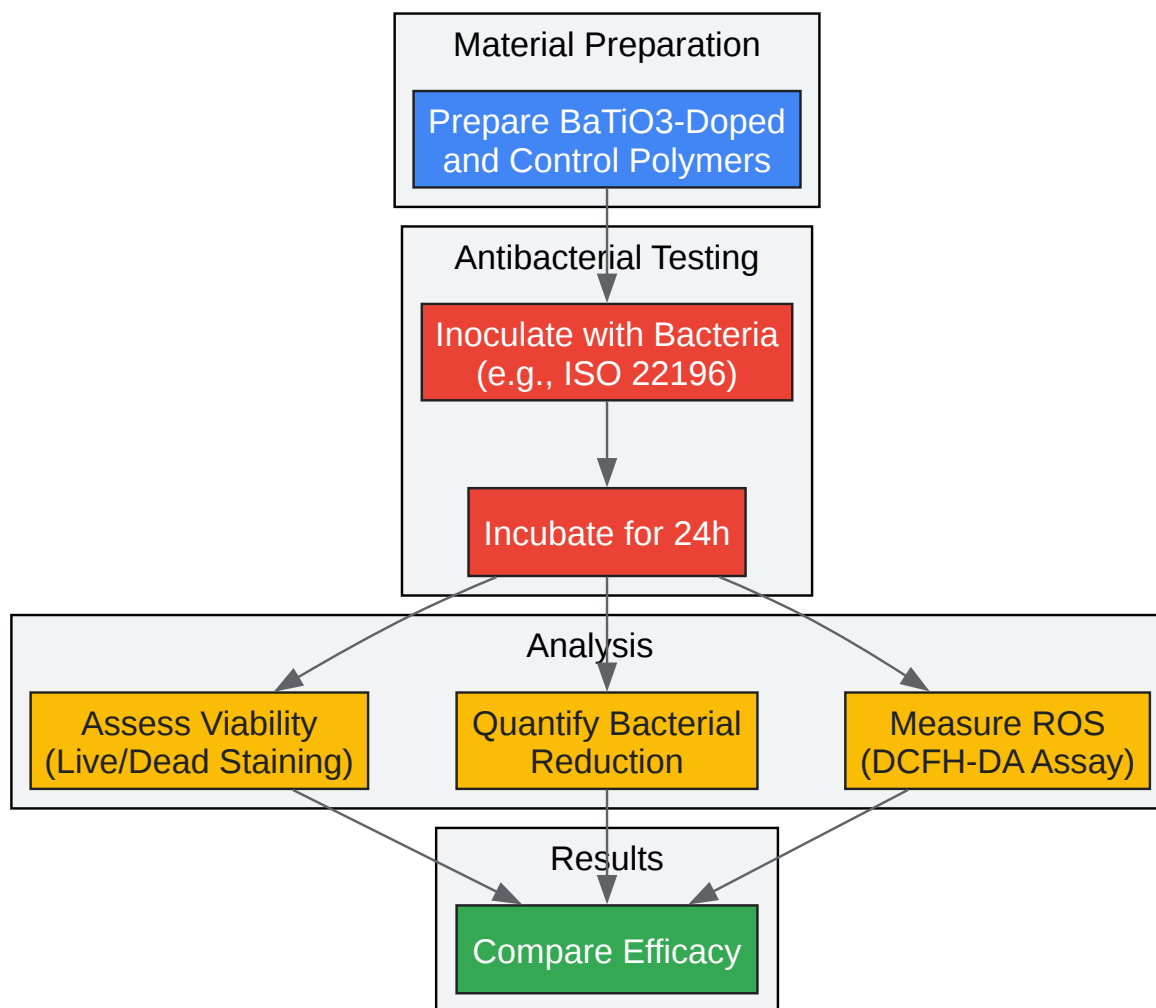 Material Preparation
Prepare BaTiO3-Doped
and Control Polymers
Antibacterial Testing
Inoculate with Bacteria
(e.g., ISO 22196)
Incubate for 24h
Analysis
Assess Viability
(Live/Dead Staining)
Quantify Bacterial
Reduction
Measure ROS
(DCFH-DA Assay)
Results
Compare Efficacy